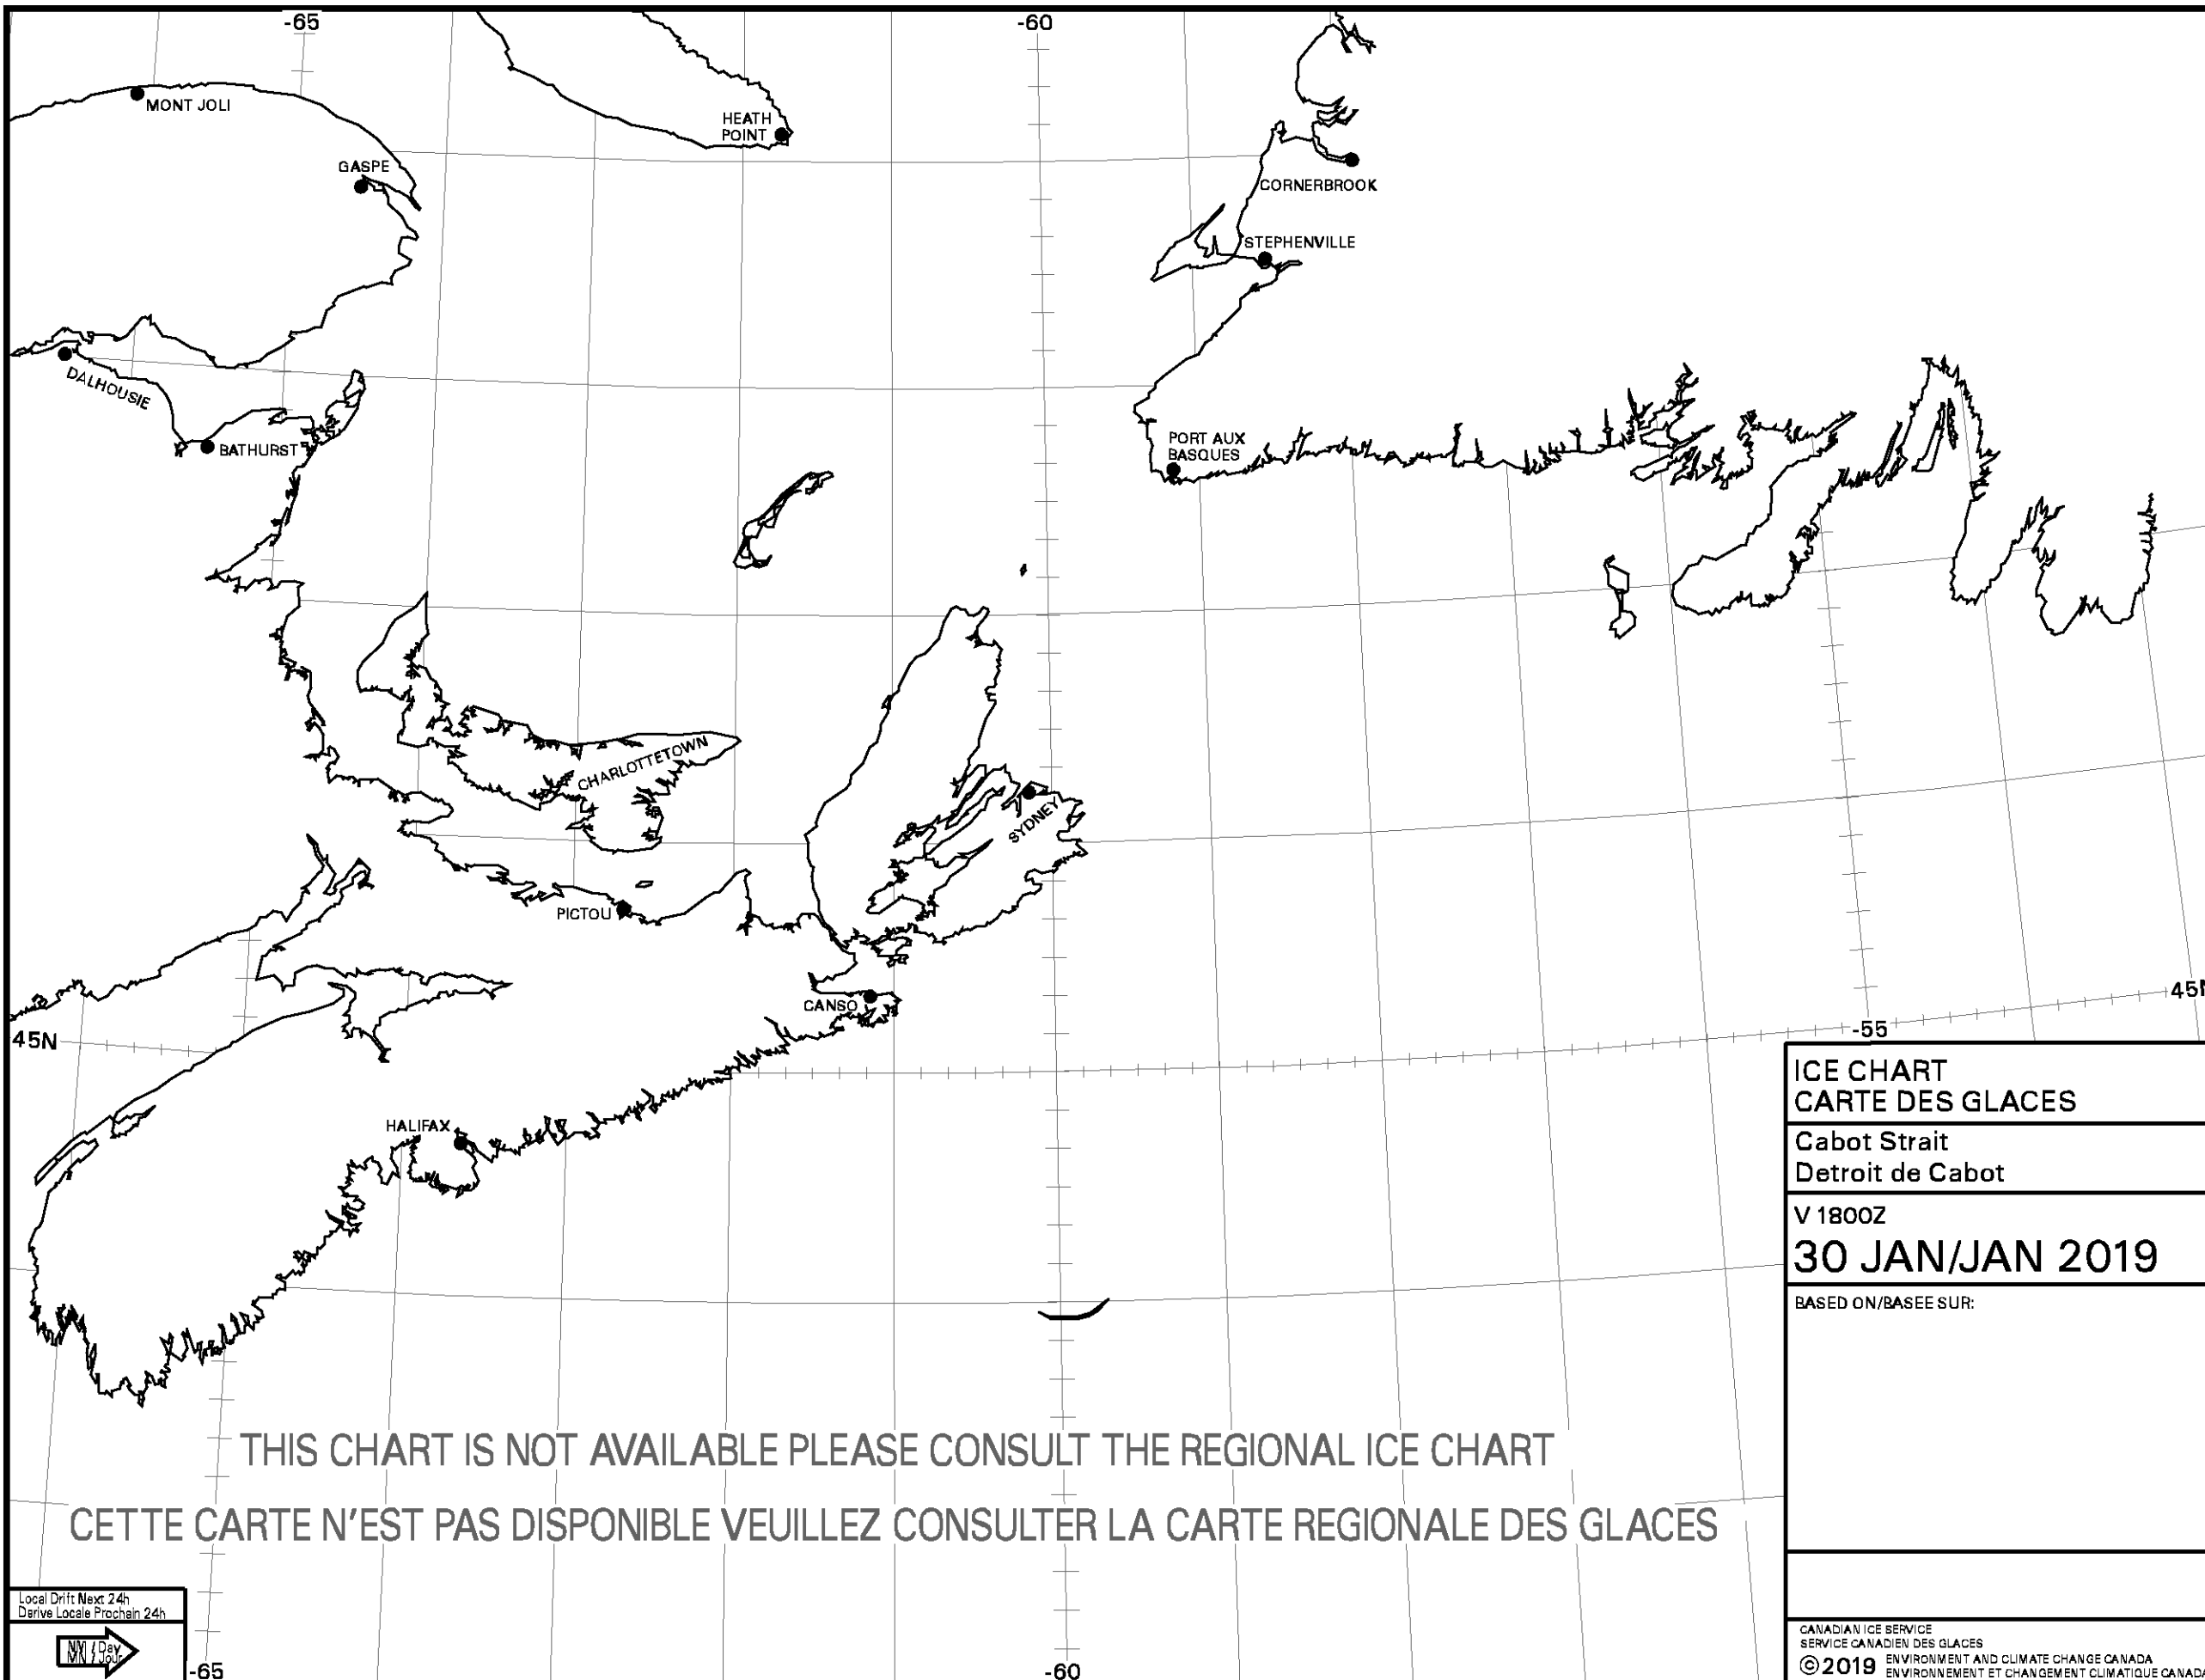 -65
-60
MONT JOLI
HEATH
POINT
GASPE
CORNERBROOK
STEPHENVILLE
DALHOUSIE
BATHURST
PORT AUX
BASQUES
CHARLOTTETOWN
SYDNEY
PICTOU
CANSO
45N
45N
-55
HALIFAX
ICE CHART
CARTE DES GLACES
Cabot Strait
Detroit de Cabot
V 1800Z
30 JAN/JAN 2019
BASED ON/BASEE SUR:
THIS CHART IS NOT AVAILABLE PLEASE CONSULT THE REGIONAL ICE CHART
CETTE CARTE N'EST PAS DISPONIBLE VEUILLEZ CONSULTER LA CARTE REGIONALE DES GLACES
Local Drift Next 24h
Derive Locale Prochain 24h
NM / Day
MN / Jour
-65
-60
CANADIAN ICE SERVICE
SERVICE CANADIEN DES GLACES
©2019 ENVIRONMENT AND CLIMATE CHANGE CANADA
ENVIRONNEMENT ET CHANGEMENT CLIMATIQUE CANADA